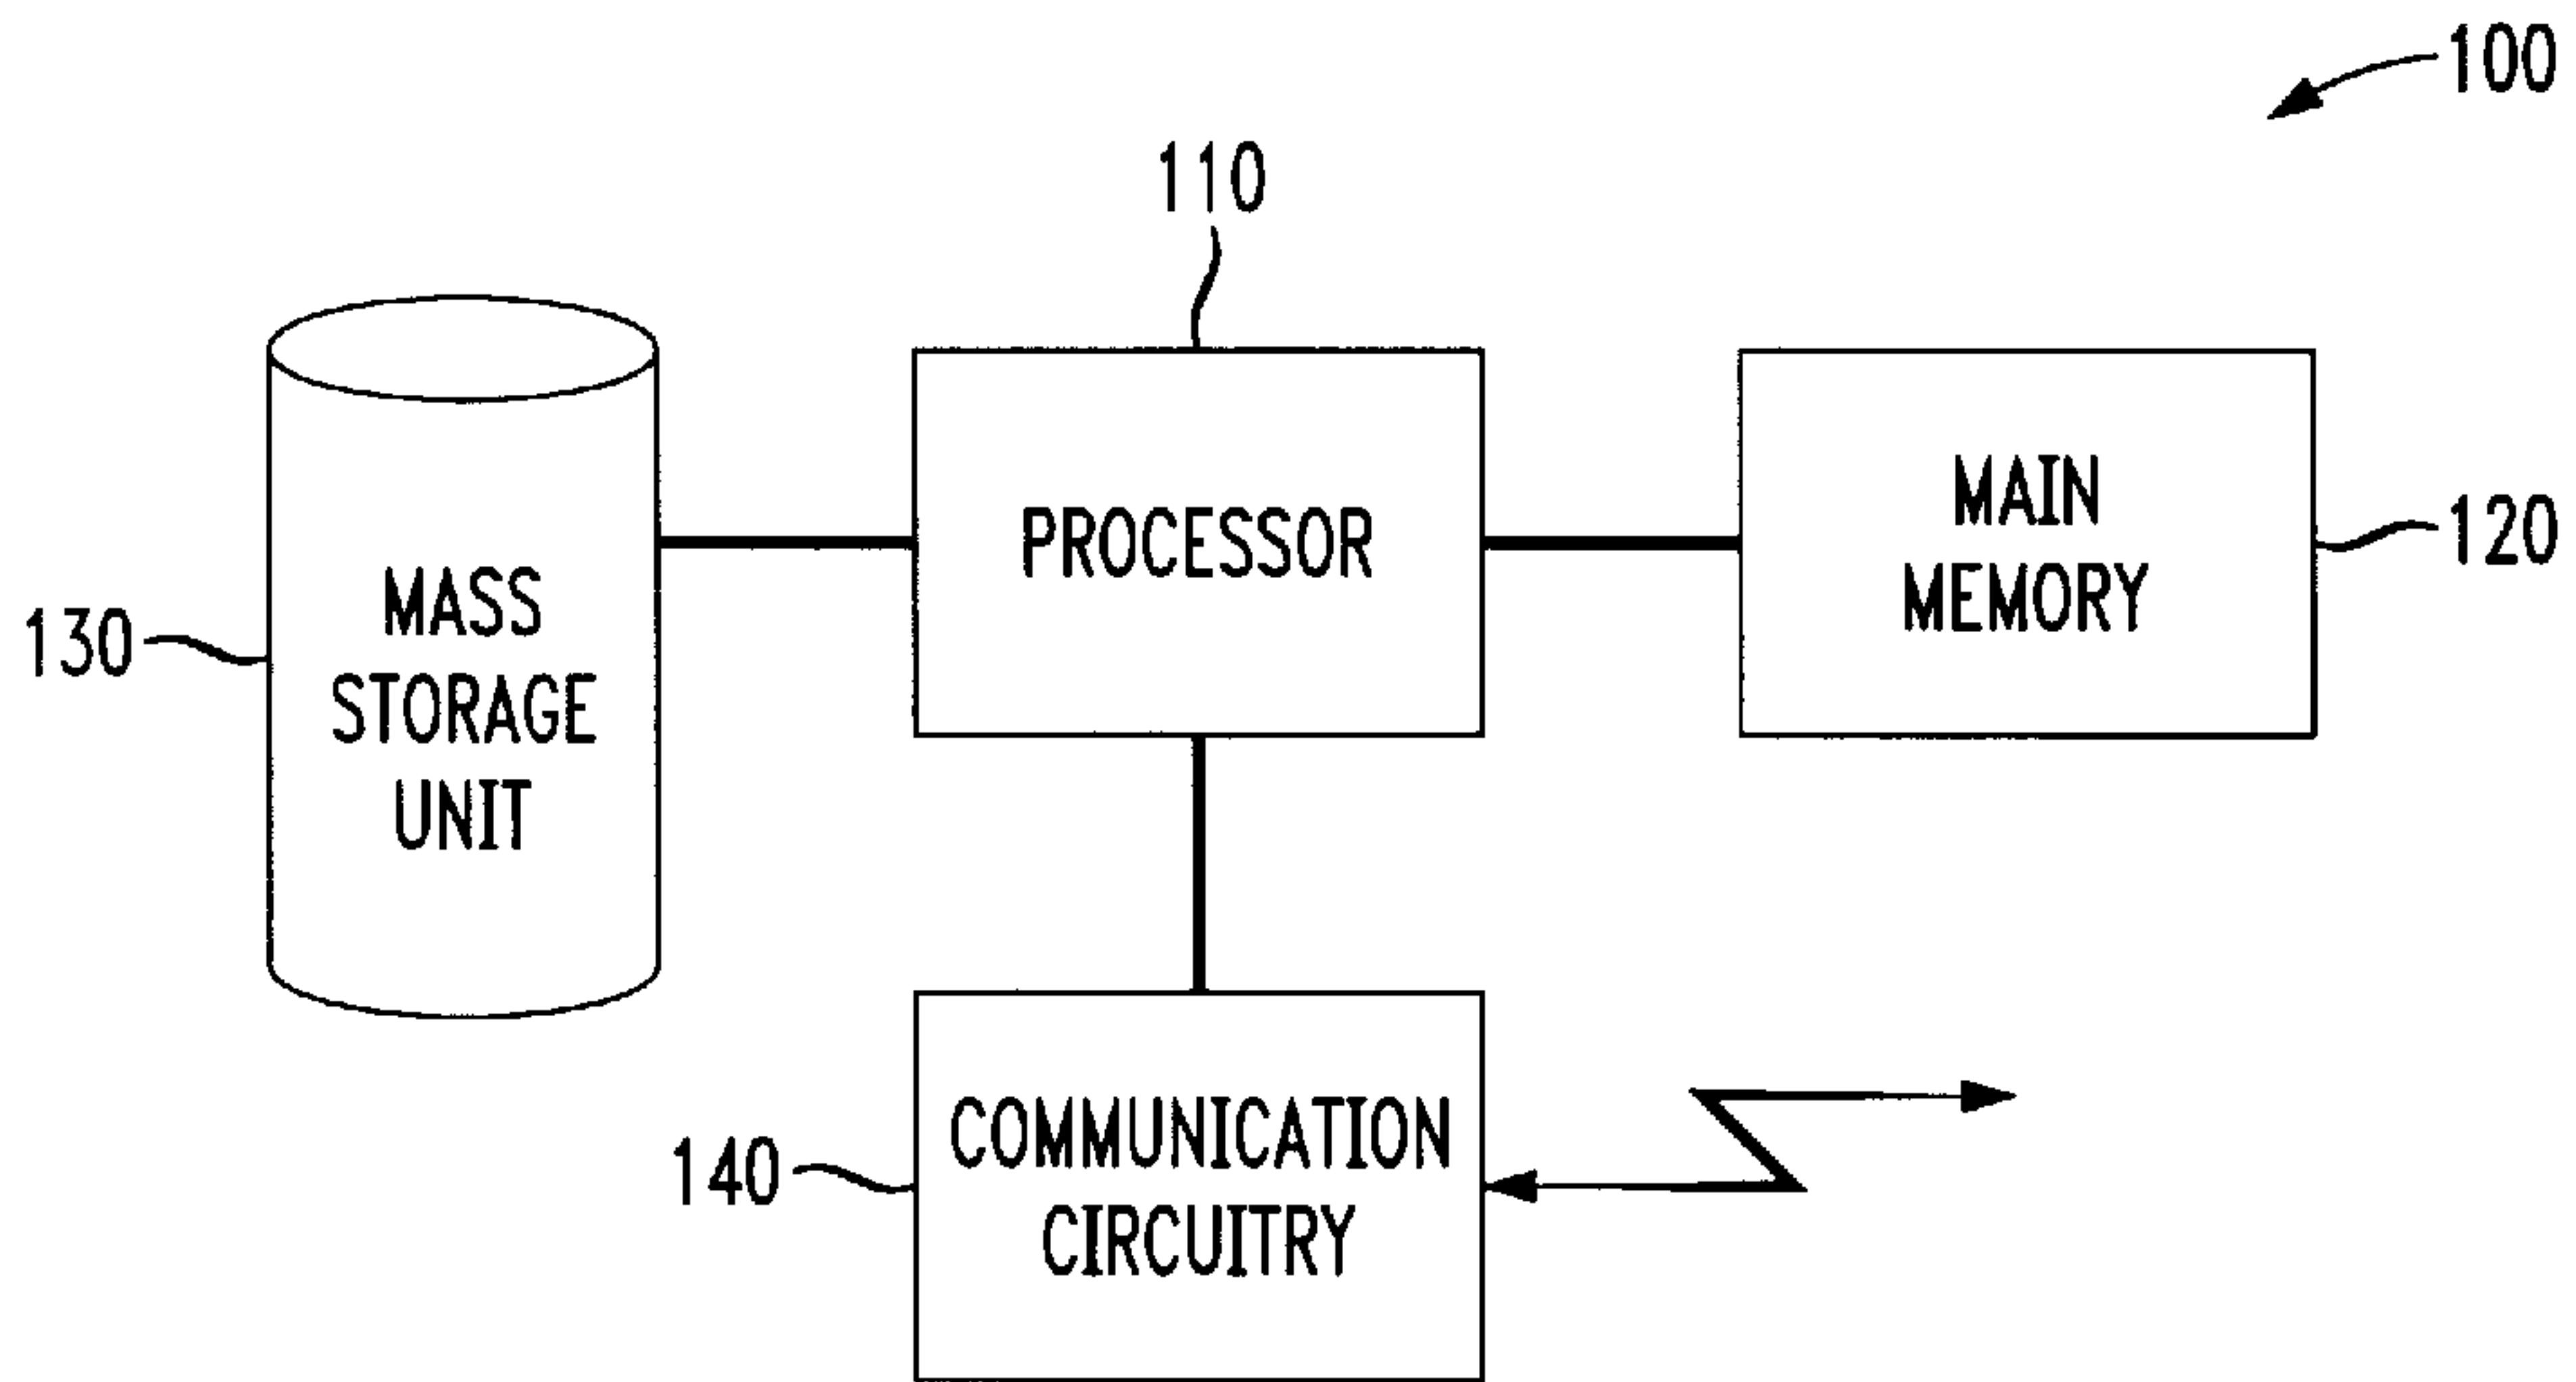 100
110
PROCESSOR
MAIN
MEMORY
120
130
MASS
STORAGE
UNIT
140
COMMUNICATION
CIRCUITRY